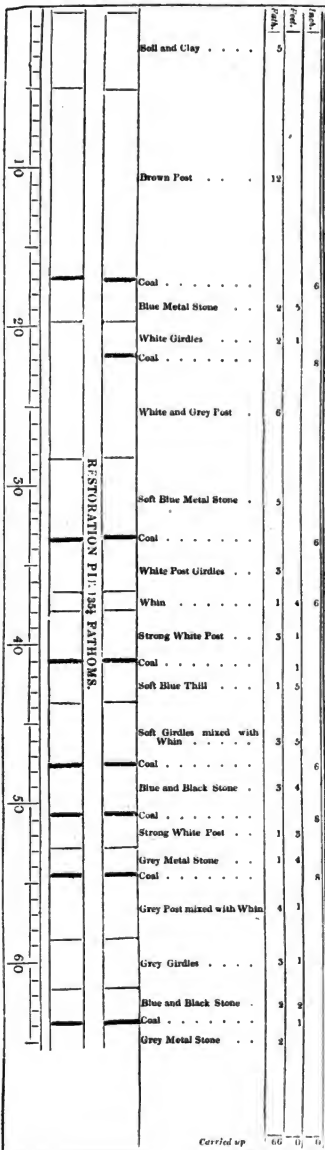 Fath. Feet. Inch.
Soil and Clay . . . . 5
Brown Post . . . 12
10
Coal . . . . . . . 6
Blue Metal Stone . . 2 5
20
White Girdles . . 2 1
Coal . . . . . . . 8
White and Grey Post . 6
30
Soft Blue Metal Stone . 5
Coal . . . . . . . 6
White Post Girdles . . 3
Whin . . . . . . 1 4 6
Strong White Post . . 3 1
40
Coal . . . . . . . 1
Soft Blue Thill . . . 1 5
Soft Girdles mixed with
Whin . . . . . 3 5
Coal . . . . . . . 6
Blue and Black Stone . 3 4
50
Coal . . . . . . . 8
Strong White Post . . 1 3
Grey Metal Stone . . 1 4
Coal . . . . . . . 8
Grey Post mixed with Whin 4 1
60
Grey Girdles . . . . 3 1
Blue and Black Stone . 2 2
Coal . . . . . . . 1
Grey Metal Stone . . 2
RESTORATION PIT 135½ FATHOMS.
Carried up 66 0 0